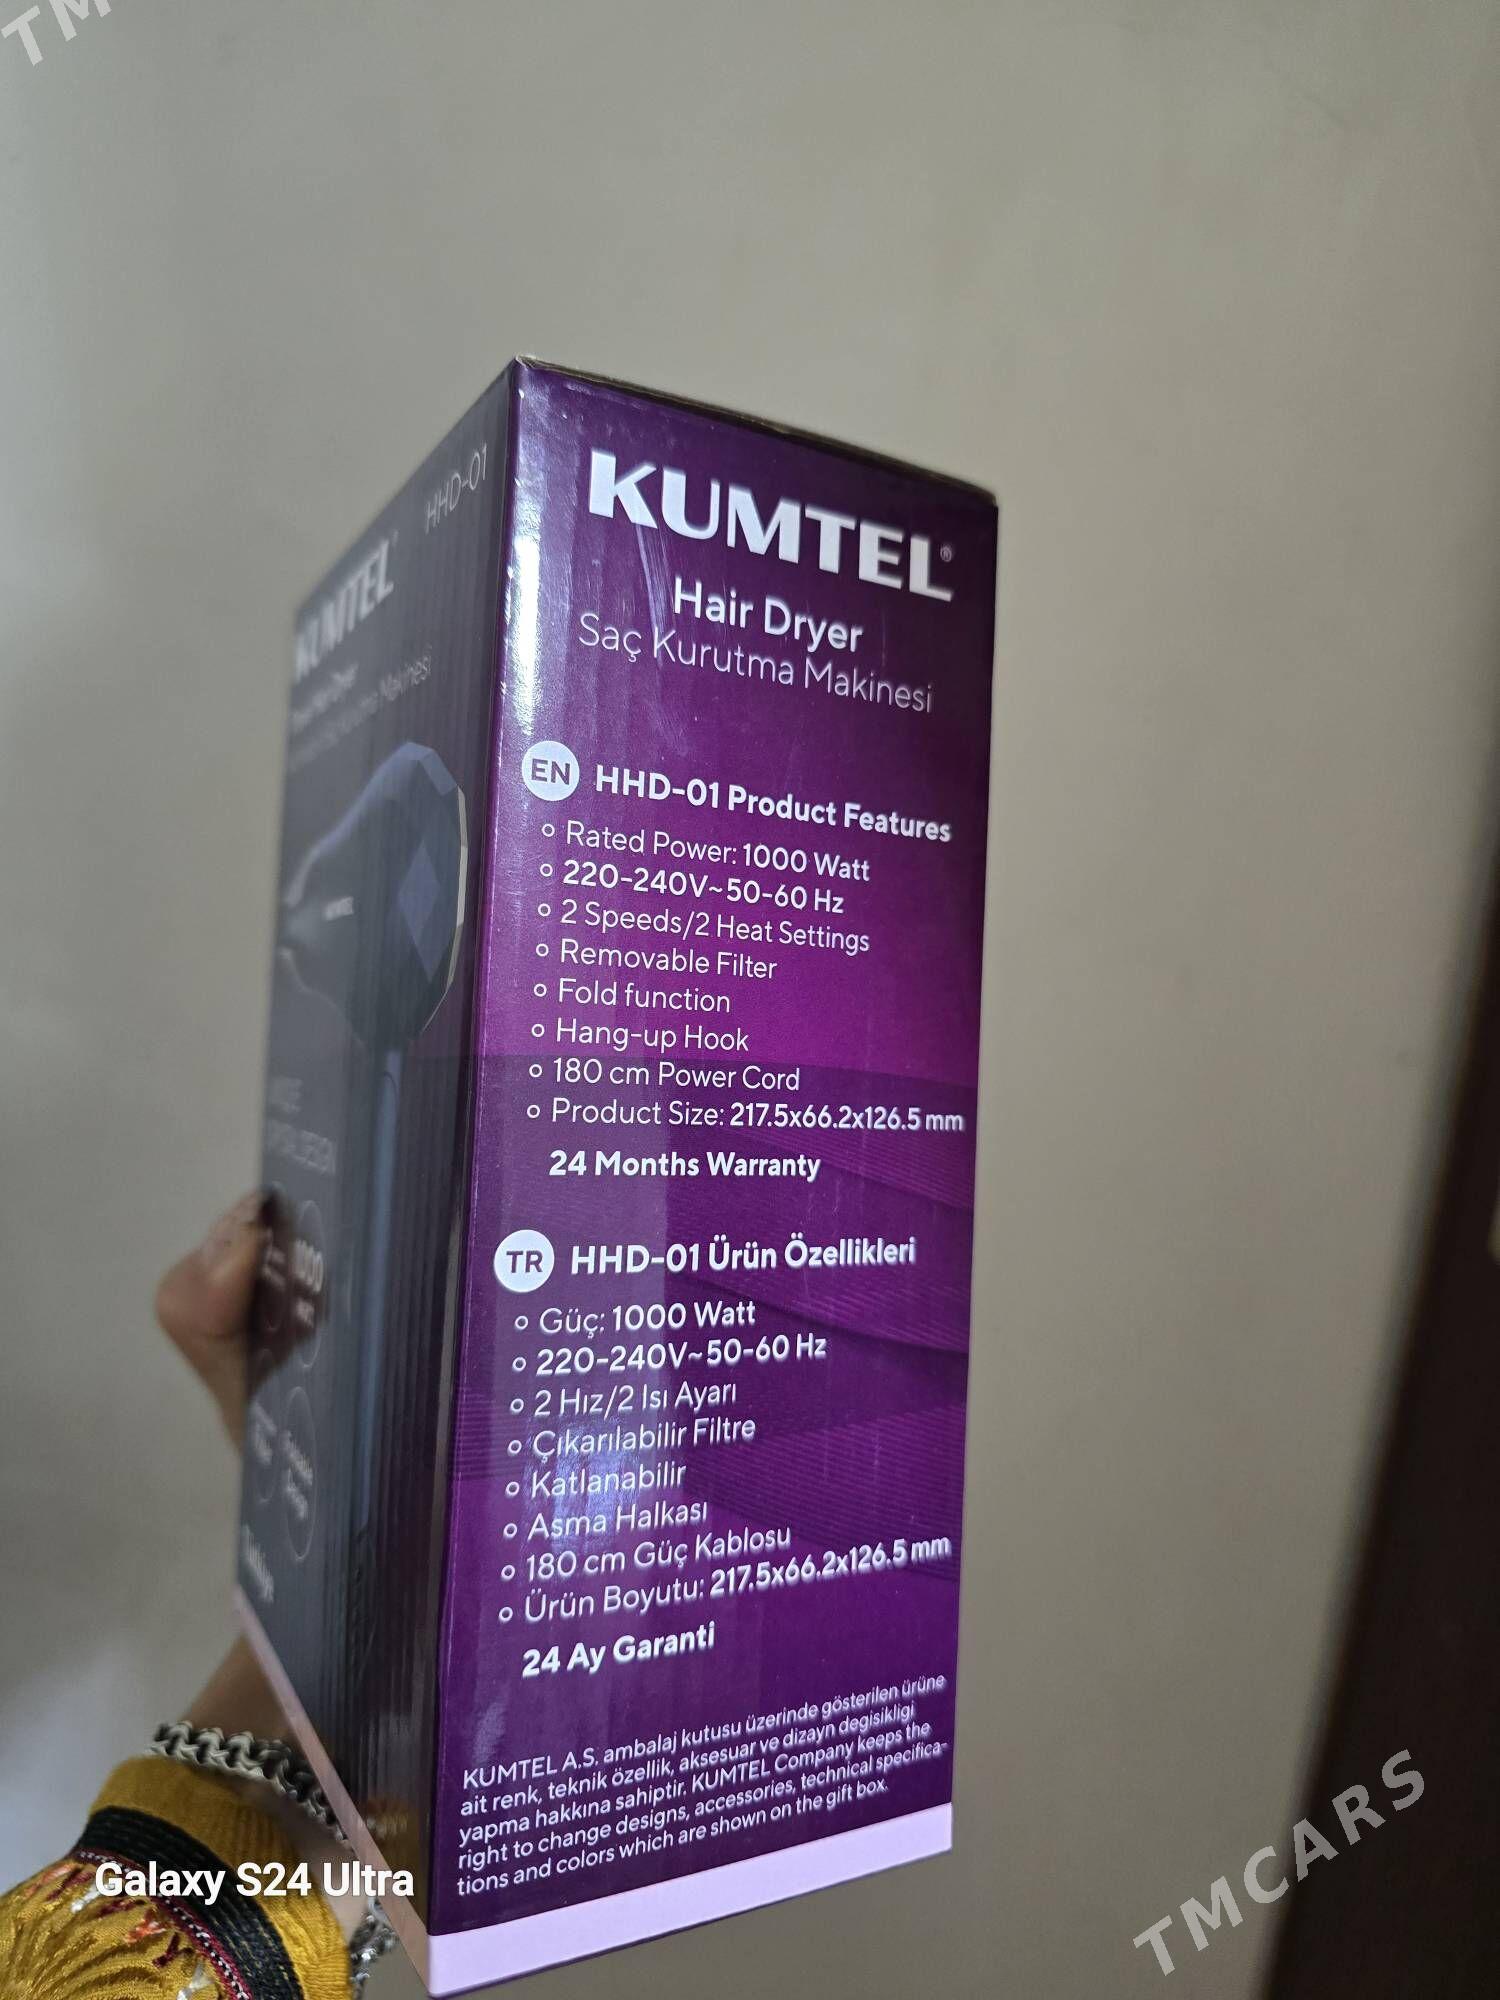 TM
HHD-01
KUMTEL
KUMTEL®
Hair Dryer
Saç Kurutma Makinesi
EN HHD-01 Product Features
Rated Power: 1000 Watt
220-240V~50-60 Hz
2 Speeds/2 Heat Settings
Removable Filter
Fold function
Hang-up Hook
180 cm Power Cord
Product Size: 217.5x66.2x126.5 mm
24 Months Warranty
TR HHD-01 Ürün Özellikleri
Güç: 1000 Watt
220-240V~50-60 Hz
2 Hız/2 Isı Ayarı
Çıkarılabilir Filtre
Katlanabilir
Asma Halkası
180 cm Güç Kablosu
Ürün Boyutu: 217.5x66.2x126.5 mm
24 Ay Garanti
KUMTEL A.S. ambalaj kutusu üzerinde gösterilen ürüne
ait renk, teknik özellik, aksesuar ve dizayn degisikligi
yapma hakkına sahiptir. KUMTEL Company keeps the
right to change designs, accessories, technical specifica-
tions and colors which are shown on the gift box.
Galaxy S24 Ultra
TMCARS